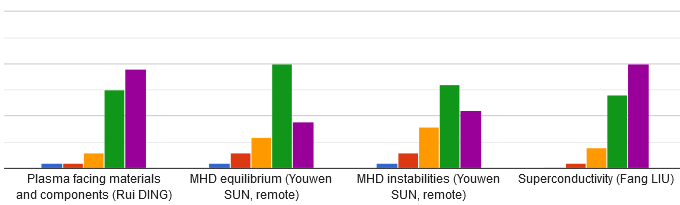 Plasma facing materials
and components (Rui DING)
MHD equilibrium (Youwen
SUN, remote)
MHD instabilities (Youwen
SUN, remote)
Superconductivity (Fang LIU)